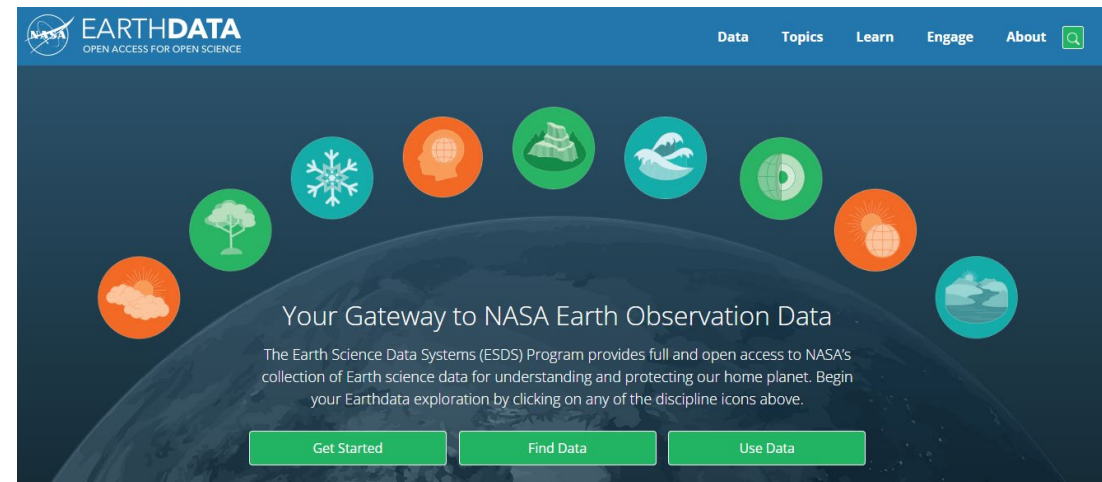 NASA
EARTHDATA
OPEN ACCESS FOR OPEN SCIENCE
Data Topics Learn Engage About
Your Gateway to NASA Earth Observation Data
The Earth Science Data Systems (ESDS) Program provides full and open access to NASA's
collection of Earth science data for understanding and protecting our home planet. Begin
your Earthdata exploration by clicking on any of the discipline icons above.
Get Started Find Data Use Data